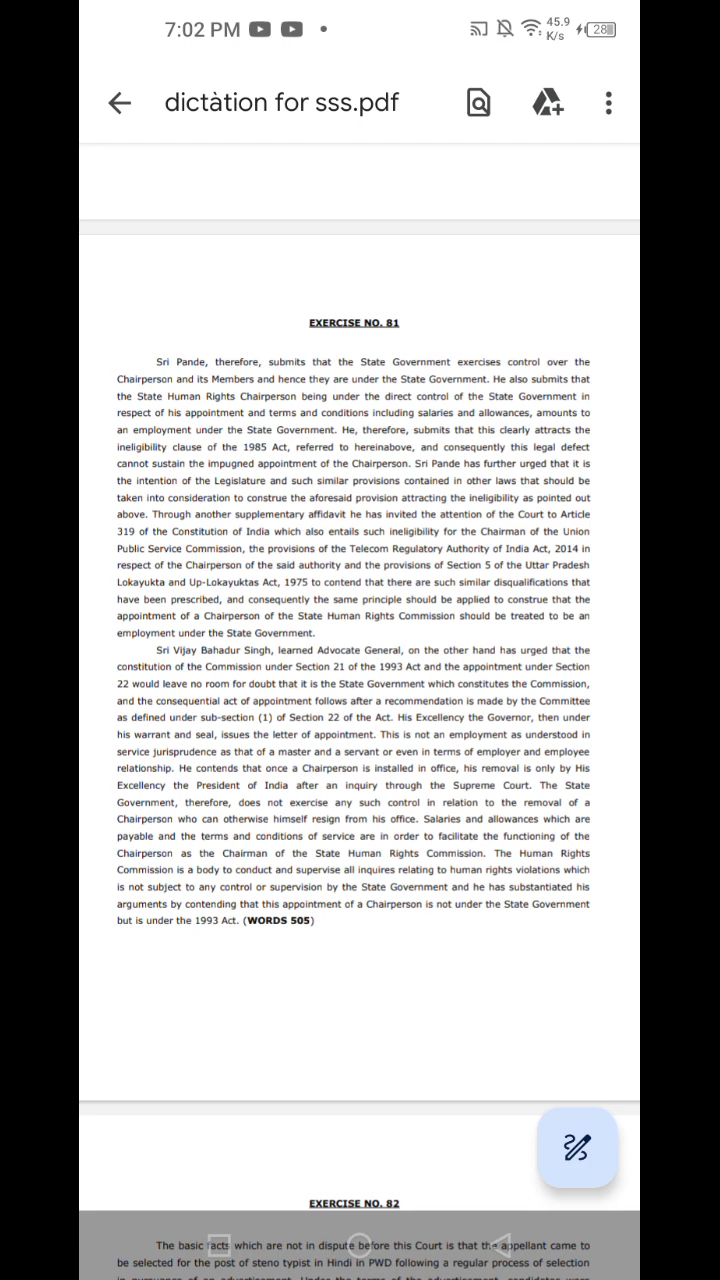 7:02 PM
45.9
K/s
28
dictàtion for sss.pdf
EXERCISE NO. 81
Sri Pande, therefore, submits that the State Government exercises control over the
Chairperson and its Members and hence they are under the State Government. He also submits that
the State Human Rights Chairperson being under the direct control of the State Government in
respect of his appointment and terms and conditions including salaries and allowances, amounts to
an employment under the State Government. He, therefore, submits that this clearly attracts the
ineligibility clause of the 1985 Act, referred to hereinabove, and consequently this legal defect
cannot sustain the impugned appointment of the Chairperson. Sri Pande has further urged that it is
the intention of the Legislature and such similar provisions contained in other laws that should be
taken into consideration to construe the aforesaid provision attracting the ineligibility as pointed out
above. Through another supplementary affidavit he has invited the attention of the Court to Article
319 of the Constitution of India which also entails such ineligibility for the Chairman of the Union
Public Service Commission, the provisions of the Telecom Regulatory Authority of India Act, 2014 in
respect of the Chairperson of the said authority and the provisions of Section 5 of the Uttar Pradesh
Lokayukta and Up-Lokayuktas Act, 1975 to contend that there are such similar disqualifications that
have been prescribed, and consequently the same principle should be applied to construe that the
appointment of a Chairperson of the State Human Rights Commission should be treated to be an
employment under the State Government.
Sri Vijay Bahadur Singh, learned Advocate General, on the other hand has urged that the
constitution of the Commission under Section 21 of the 1993 Act and the appointment under Section
22 would leave no room for doubt that it is the State Government which constitutes the Commission,
and the consequential act of appointment follows after a recommendation is made by the Committee
as defined under sub-section (1) of Section 22 of the Act. His Excellency the Governor, then under
his warrant and seal, issues the letter of appointment. This is not an employment as understood in
service jurisprudence as that of a master and a servant or even in terms of employer and employee
relationship. He contends that once a Chairperson is installed in office, his removal is only by His
Excellency the President of India after an inquiry through the Supreme Court. The State
Government, therefore, does not exercise any such control in relation to the removal of a
Chairperson who can otherwise himself resign from his office. Salaries and allowances which are
payable and the terms and conditions of service are in order to facilitate the functioning of the
Chairperson as the Chairman of the State Human Rights Commission. The Human Rights
Commission is a body to conduct and supervise all inquires relating to human rights violations which
is not subject to any control or supervision by the State Government and he has substantiated his
arguments by contending that this appointment of a Chairperson is not under the State Government
but is under the 1993 Act. (WORDS 505)
EXERCISE NO. 82
The basic facts which are not in dispute before this Court is that the appellant came to
be selected for the post of steno typist in Hindi in PWD following a regular process of selection